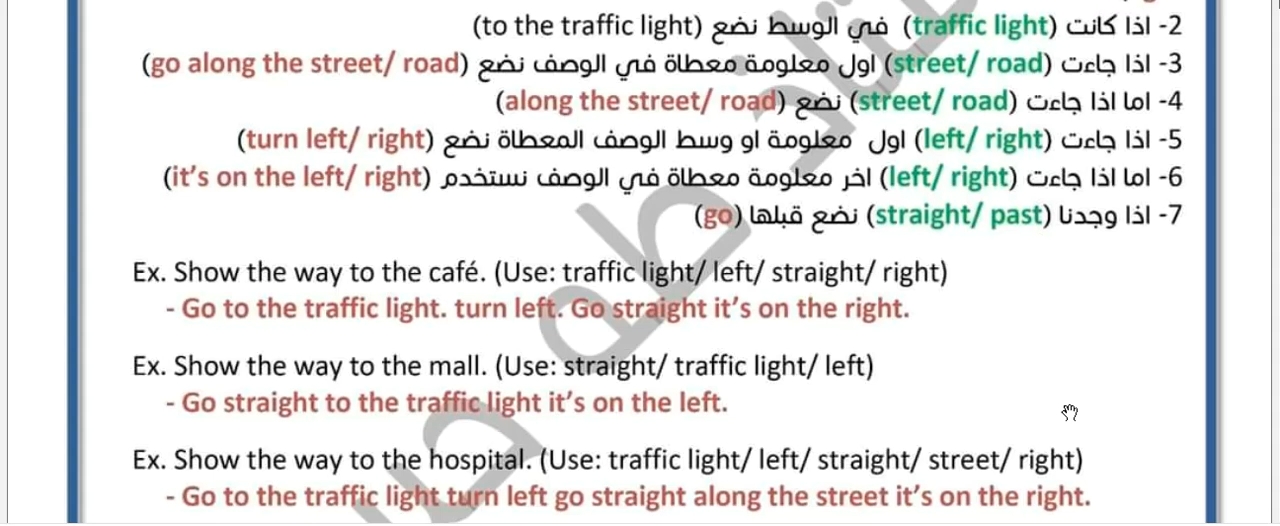 2- اذا كانت (traffic light) في الوسط نضع (to the traffic light)
3- اذا جاءت (street/ road) اول معلومة معطاة في الوصف نضع (go along the street/ road)
4- اما اذا جاءت (street/ road) نضع (along the street/ road)
5- اذا جاءت (left/ right) اول معلومة او وسط الوصف المعطاة نضع (turn left/ right)
6- اما اذا جاءت (left/ right) اخر معلومة معطاة في الوصف نستخدم (it's on the left/ right)
7- اذا وجدنا (straight/ past) نضع قبلها (go)
Ex. Show the way to the café. (Use: traffic light/ left/ straight/ right)
- Go to the traffic light. turn left. Go straight it's on the right.
Ex. Show the way to the mall. (Use: straight/ traffic light/ left)
- Go straight to the traffic light it's on the left.
Ex. Show the way to the hospital. (Use: traffic light/ left/ straight/ street/ right)
- Go to the traffic light turn left go straight along the street it's on the right.